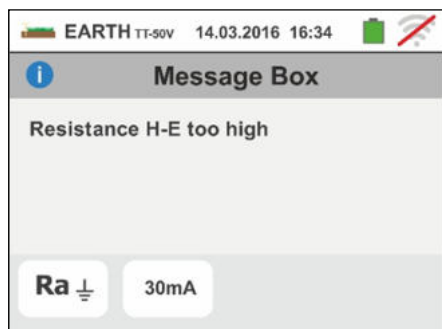 EARTH TT-50V 14.03.2016 16:34
i Message Box
Resistance H-E too high
Ra 30mA